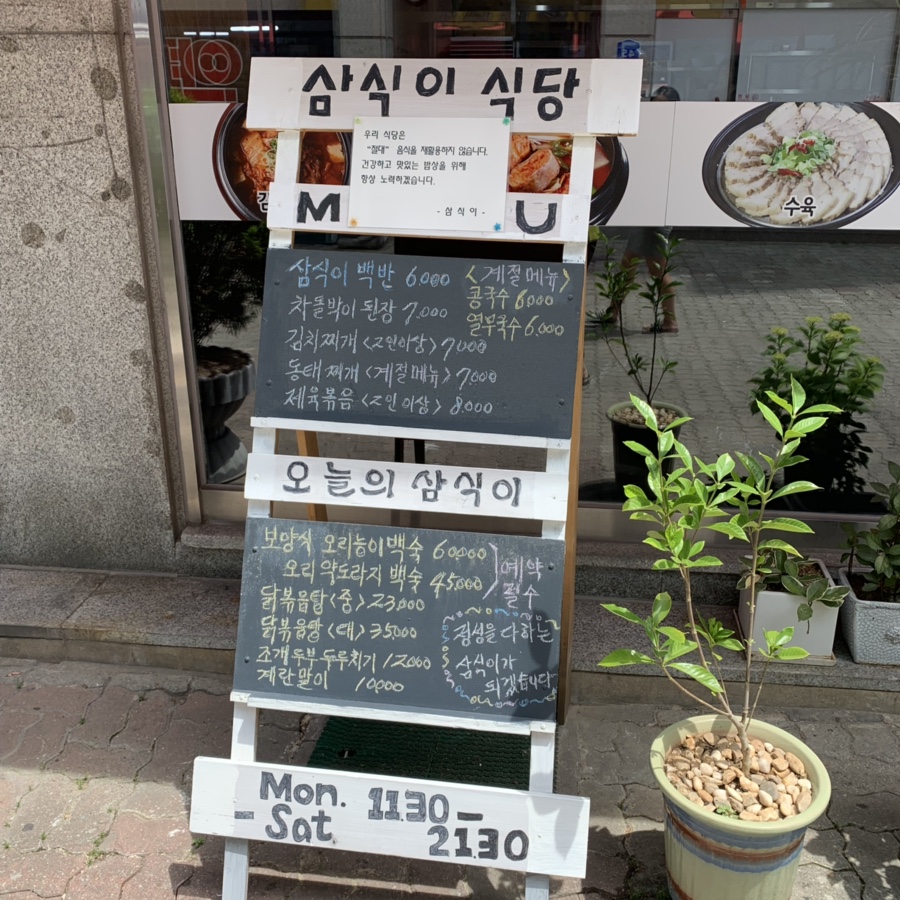 삼식이 식당
우리 식당은
"절대" 음식을 재활용하지 않습니다.
건강하고 맛있는 밥상을 위해
항상 노력하겠습니다.
- 삼식이 -
M U
수육
삼식이 백반 6.000
차돌박이 된장 7.000
김치찌개 <2인이상> 7.000
동태찌개 <계절메뉴> 7.000
제육볶음 <2인 이상> 8.000
<계절메뉴>
콩국수 6.000
열무국수 6.000
오늘의 삼식이
보양식 오리능이백숙 60.000
오리 약도라지 백숙 45.000
예약
필수
닭볶음탕 <중> 23.000
닭볶음탕 <대> 35.000
조개두부 두루치기 12.000
계란말이 10.000
정성을 다하는
삼식이가
되겠습니다
Mon. 11.30 -
- Sat 21.30